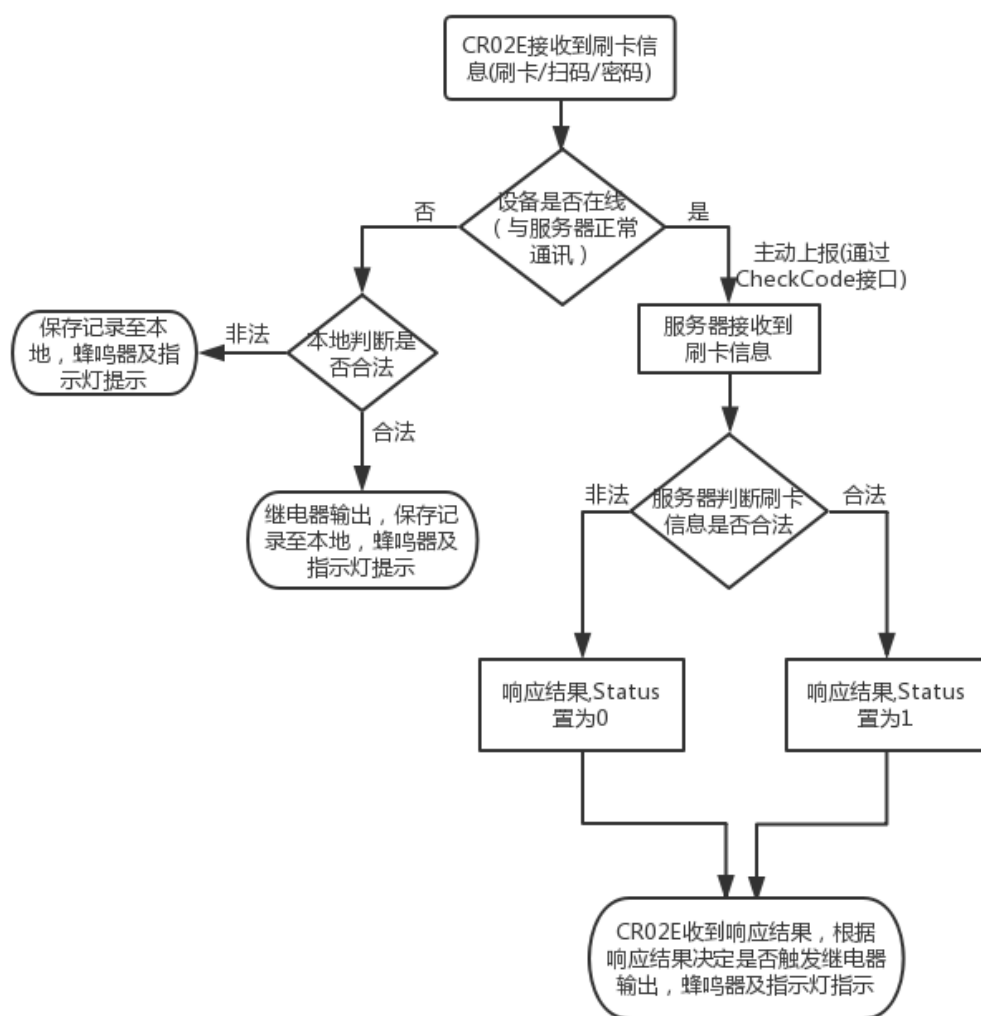 CR02E接收到刷卡信
息(刷卡/扫码/密码)
设备是否在线
（与服务器正常
通讯）
否
是
主动上报(通过
CheckCode接口)
保存记录至本
地，蜂鸣器及指
示灯提示
非法
本地判断是
否合法
服务器接收到
刷卡信息
合法
继电器输出，保存记
录至本地，蜂鸣器及
指示灯提示
非法
服务器判断刷卡
信息是否合法
合法
响应结果,Status
置为0
响应结果,Status
置为1
CR02E收到响应结果，根据
响应结果决定是否触发继电器
输出，蜂鸣器及指示灯指示